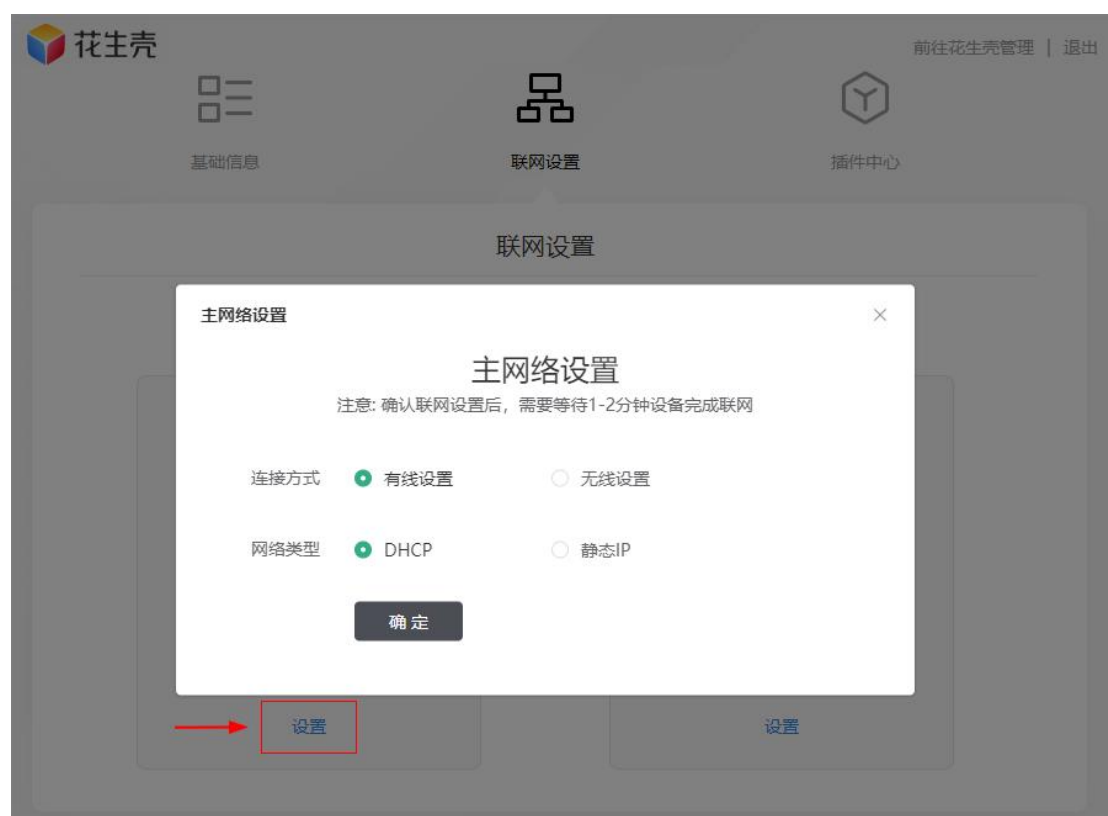 花生壳
前往花生壳管理 | 退出
基础信息
联网设置
插件中心
联网设置
主网络设置
主网络设置
注意: 确认联网设置后，需要等待1-2分钟设备完成联网
连接方式 有线设置 无线设置
网络类型 DHCP 静态IP
确定
设置 设置